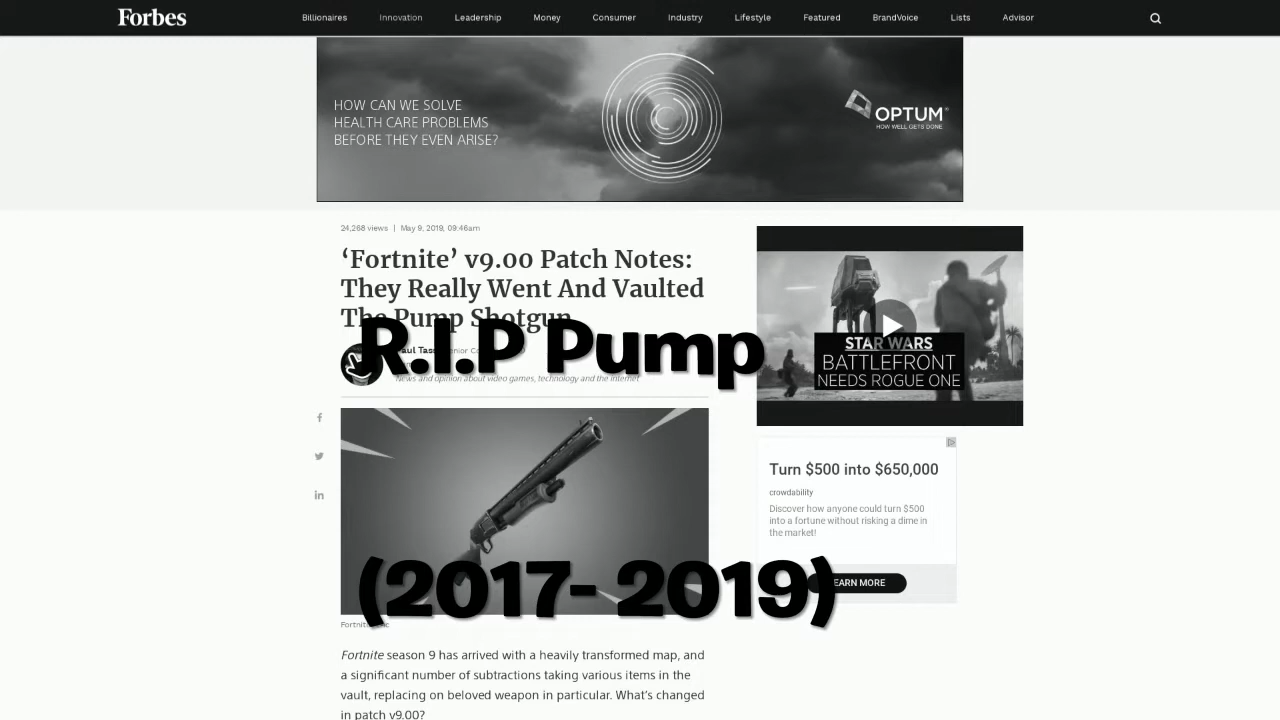 Forbes
Billionaires Innovation Leadership Money Consumer Industry Lifestyle Featured BrandVoice Lists Advisor
HOW CAN WE SOLVE
HEALTH CARE PROBLEMS
BEFORE THEY EVEN ARISE?
OPTUM®
HOW WELL GETS DONE
24,268 views | May 9, 2019, 09:46am
‘Fortnite’ v9.00 Patch Notes:
They Really Went And Vaulted
The Pump Shotgun
R.I.P Pump
News and opinion about video games, technology and the internet
(2017- 2019)
Fortnite season 9 has arrived with a heavily transformed map, and
a significant number of subtractions taking various items in the
vault, replacing on beloved weapon in particular. What’s changed
in patch v9.00?
STAR WARS
BATTLEFRONT
NEEDS ROGUE ONE
Turn $500 into $650,000
crowdability
Discover how anyone could turn $500
into a fortune without risking a dime in
the market!
LEARN MORE